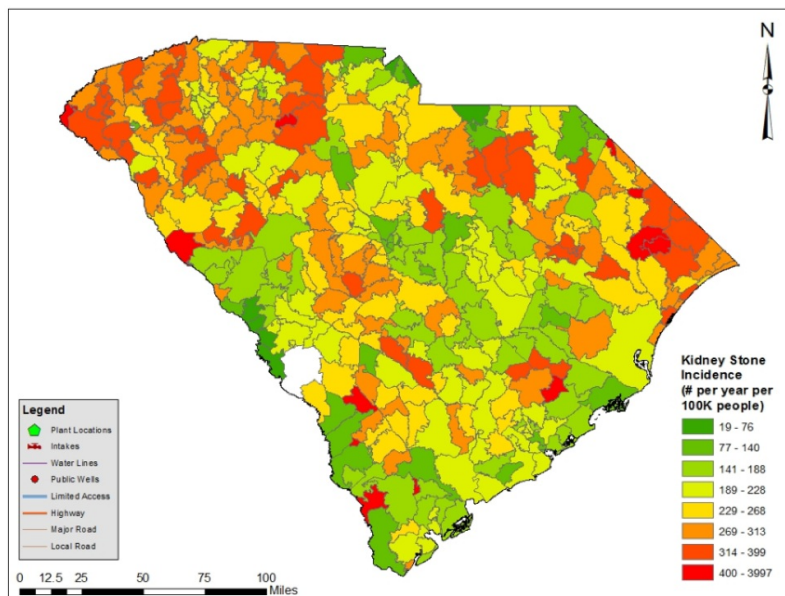 N
Kidney Stone
Incidence
(# per year per
100K people)
19 - 76
77 - 140
141 - 188
189 - 228
229 - 268
269 - 313
314 - 399
400 - 3997
Legend
Plant Locations
Intakes
Water Lines
Public Wells
Limited Access
Highway
Major Road
Local Road
0 12.5 25 50 75 100
Miles